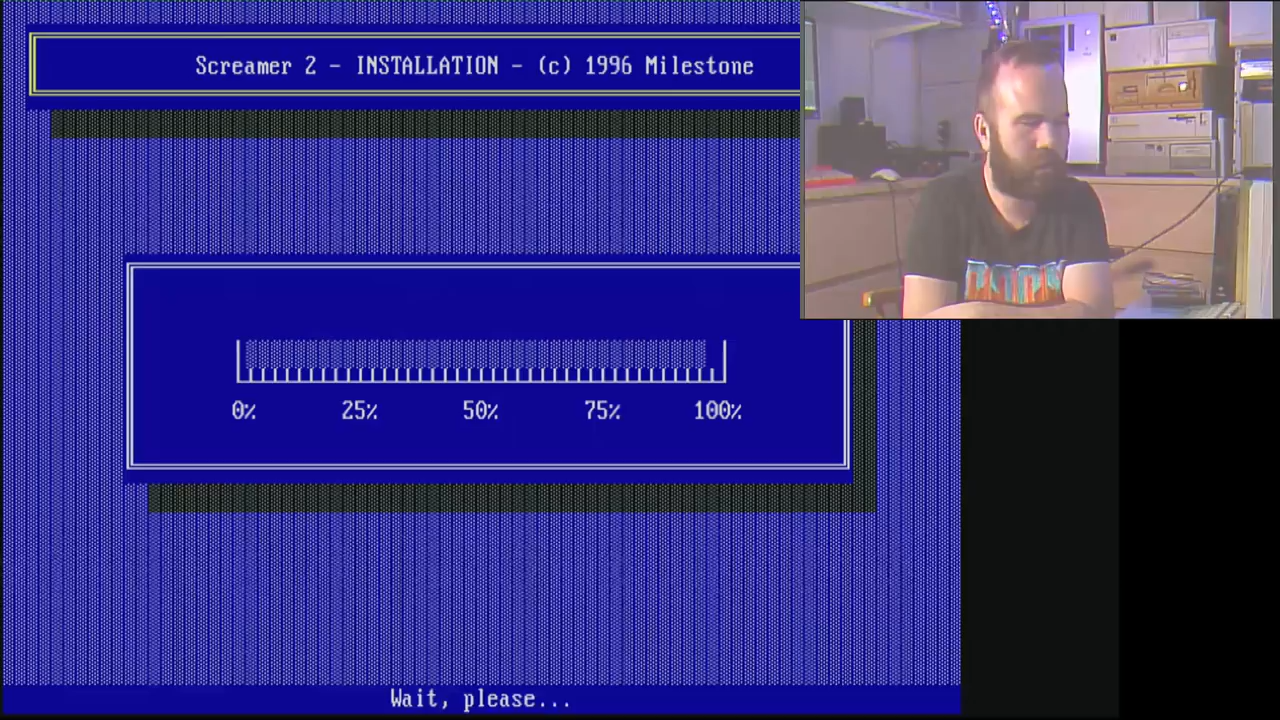 Screamer 2 - INSTALLATION - (c) 1996 Milestone
0% 25% 50% 75% 100%
Wait, please...